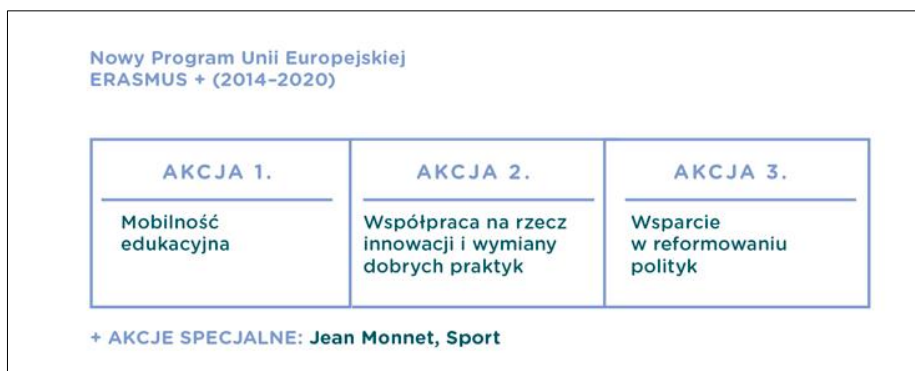 Nowy Program Unii Europejskiej
ERASMUS + (2014–2020)
AKCJA 1.
Mobilność
edukacyjna
AKCJA 2.
Współpraca na rzecz
innowacji i wymiany
dobrych praktyk
AKCJA 3.
Wsparcie
w reformowaniu
polityk
+ AKCJE SPECJALNE: Jean Monnet, Sport